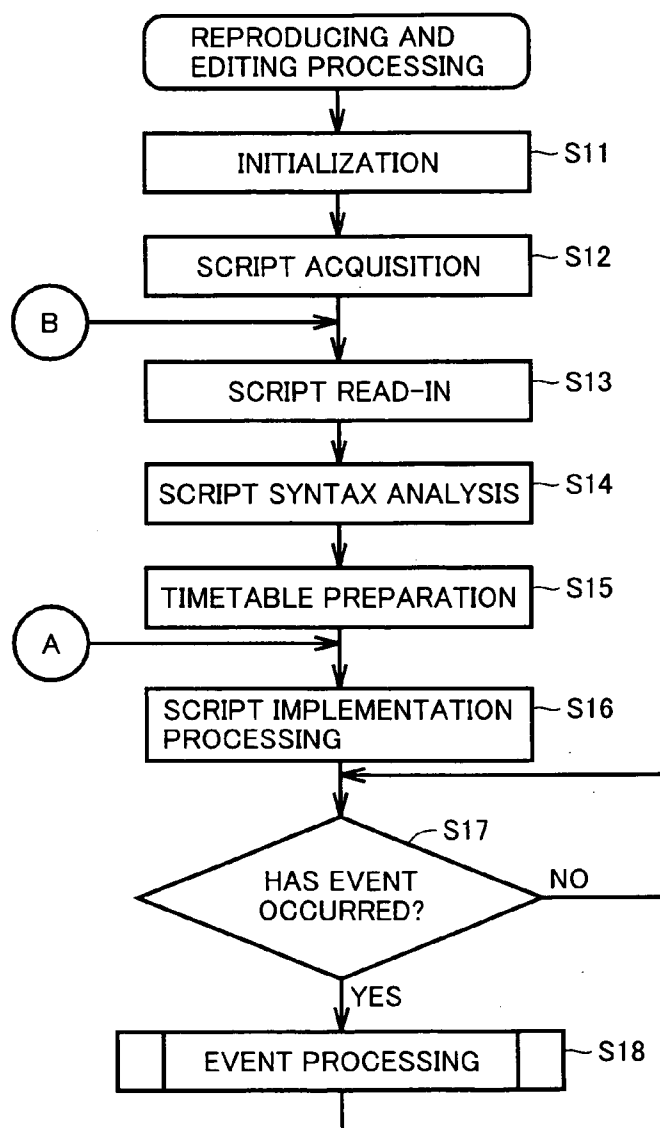 REPRODUCING AND
EDITING PROCESSING
INITIALIZATION
S11
SCRIPT ACQUISITION
S12
B
SCRIPT READ-IN
S13
SCRIPT SYNTAX ANALYSIS
S14
TIMETABLE PREPARATION
S15
A
SCRIPT IMPLEMENTATION
PROCESSING
S16
S17
HAS EVENT
OCCURRED?
NO
YES
EVENT PROCESSING
S18